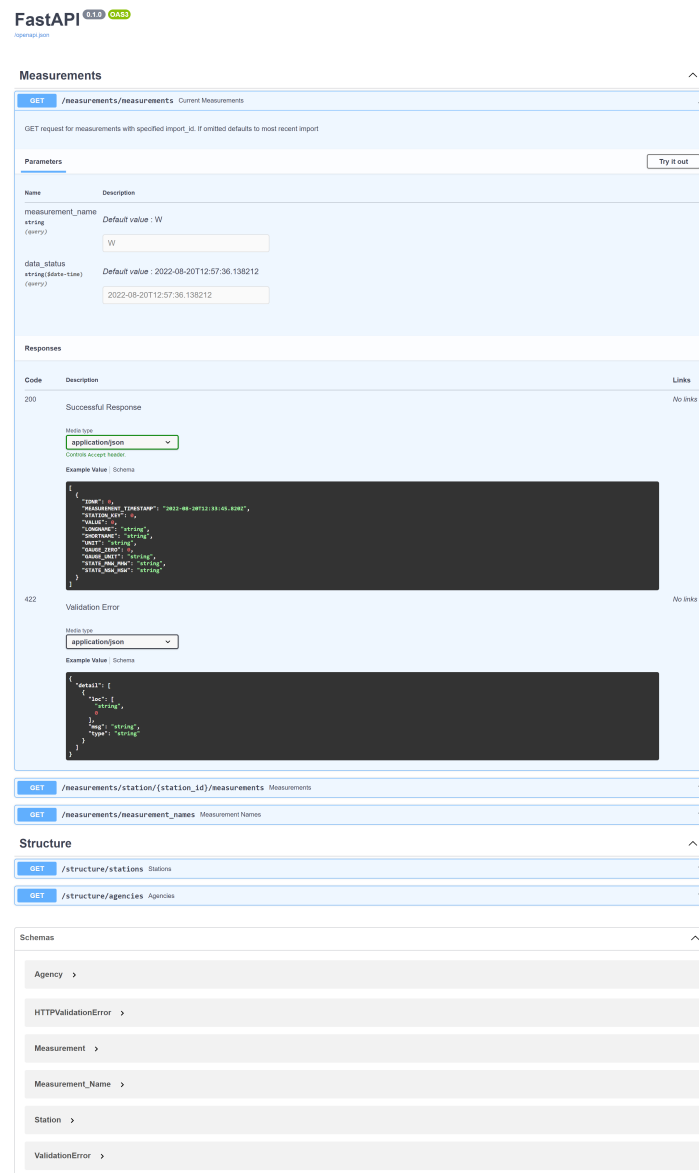 FastAPI 0.1.0 OAS3
/openapi.json
Measurements
GET /measurements/measurements Current Measurements
GET request for measurements with specified import_id. If omitted defaults to most recent import
Parameters
Try it out
Name Description
measurement_name
string
(query)
Default value : W
W
data_status
string($date-time)
(query)
Default value : 2022-08-20T12:57:36.138212
2022-08-20T12:57:36.138212
Responses
Code Description Links
200 Successful Response No links
Media type
application/json
Controls Accept header.
Example Value | Schema
[
{
"IDNR": 0,
"MEASUREMENT_TIMESTAMP": "2022-08-20T12:33:45.820Z",
"STATION_KEY": 0,
"VALUE": 0,
"LONGNAME": "string",
"SHORTNAME": "string",
"UNIT": "string",
"GAUGE_ZERO": 0,
"GAUGE_UNIT": "string",
"STATE_MNW_MHW": "string",
"STATE_NSW_HSW": "string"
}
]
422 Validation Error No links
Media type
application/json
Example Value | Schema
{
"detail": [
{
"loc": [
"string",
0
],
"msg": "string",
"type": "string"
}
]
}
GET /measurements/station/{station_id}/measurements Measurements
GET /measurements/measurement_names Measurement Names
Structure
GET /structure/stations Stations
GET /structure/agencies Agencies
Schemas
Agency
HTTPValidationError
Measurement
Measurement_Name
Station
ValidationError